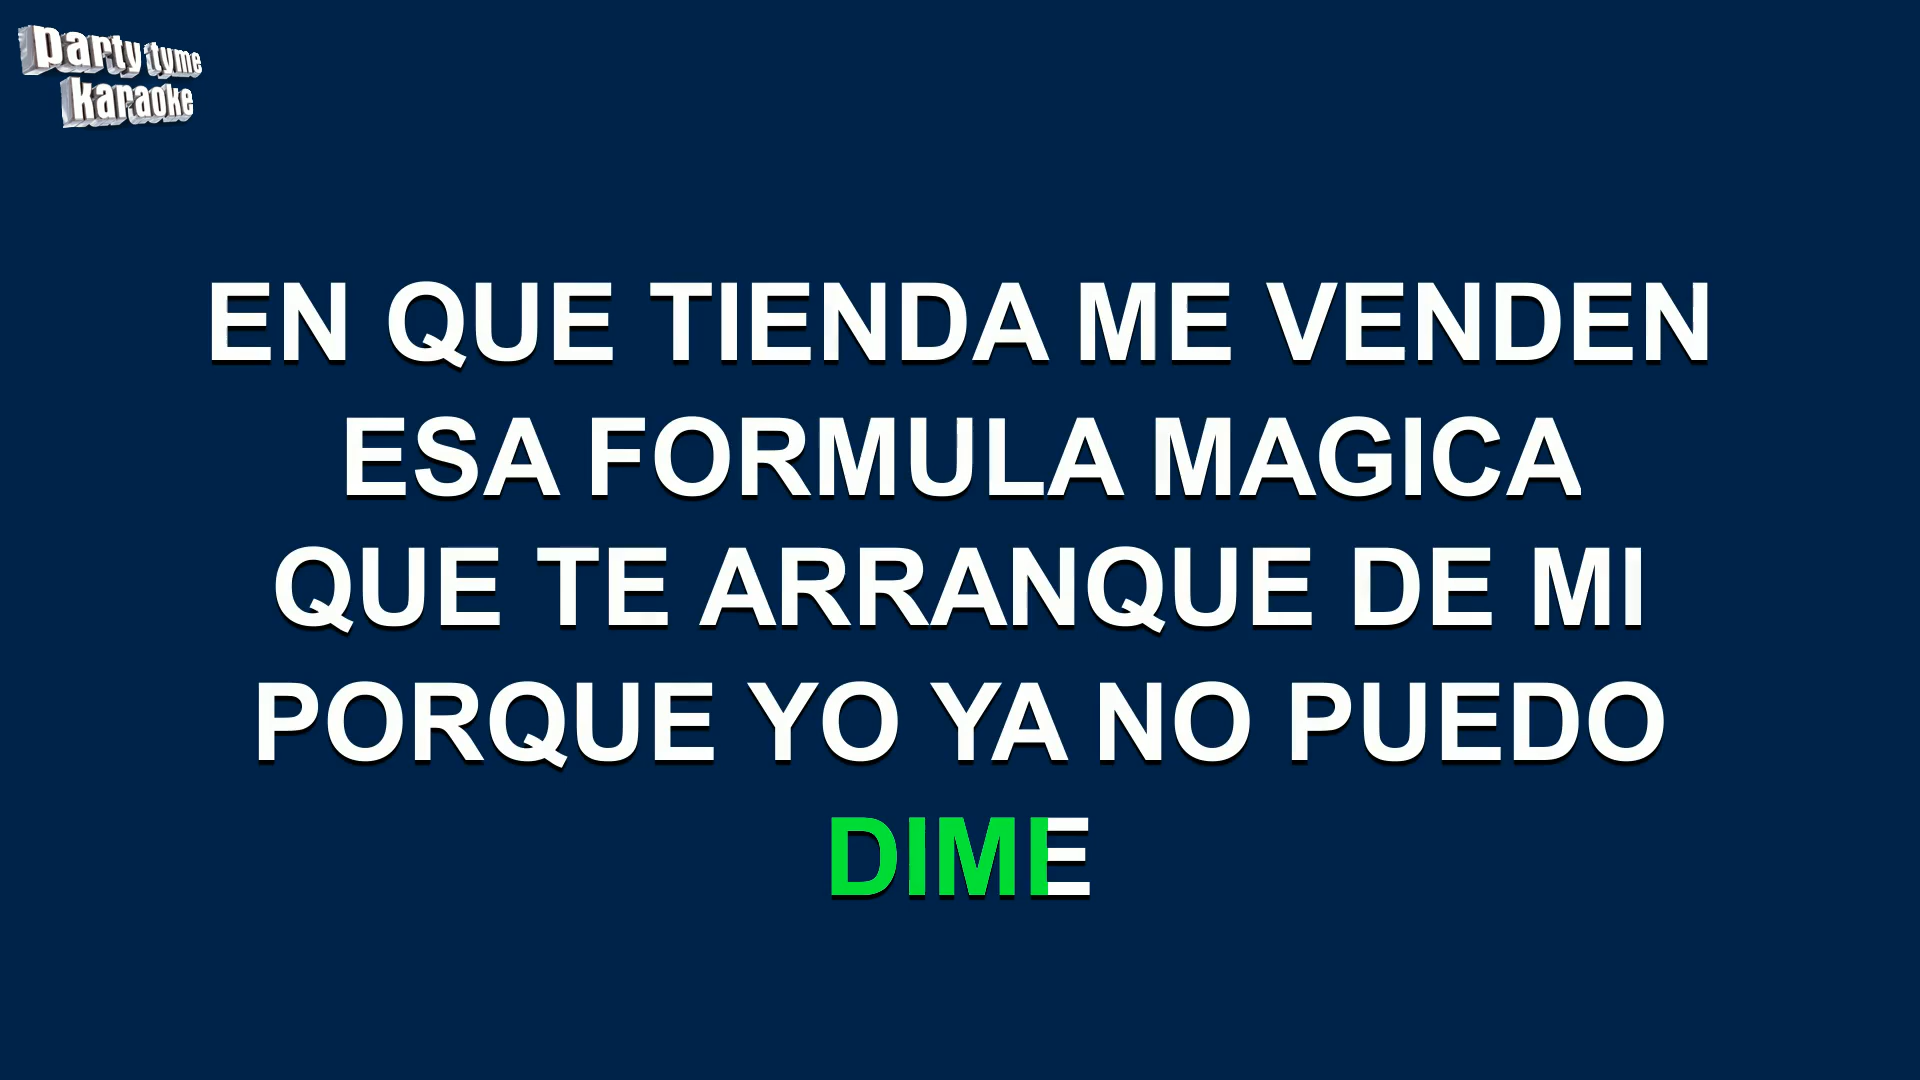 party tyme
karaoke
EN QUE TIENDA ME VENDEN
ESA FORMULA MAGICA
QUE TE ARRANQUE DE MI
PORQUE YO YA NO PUEDO
DIME